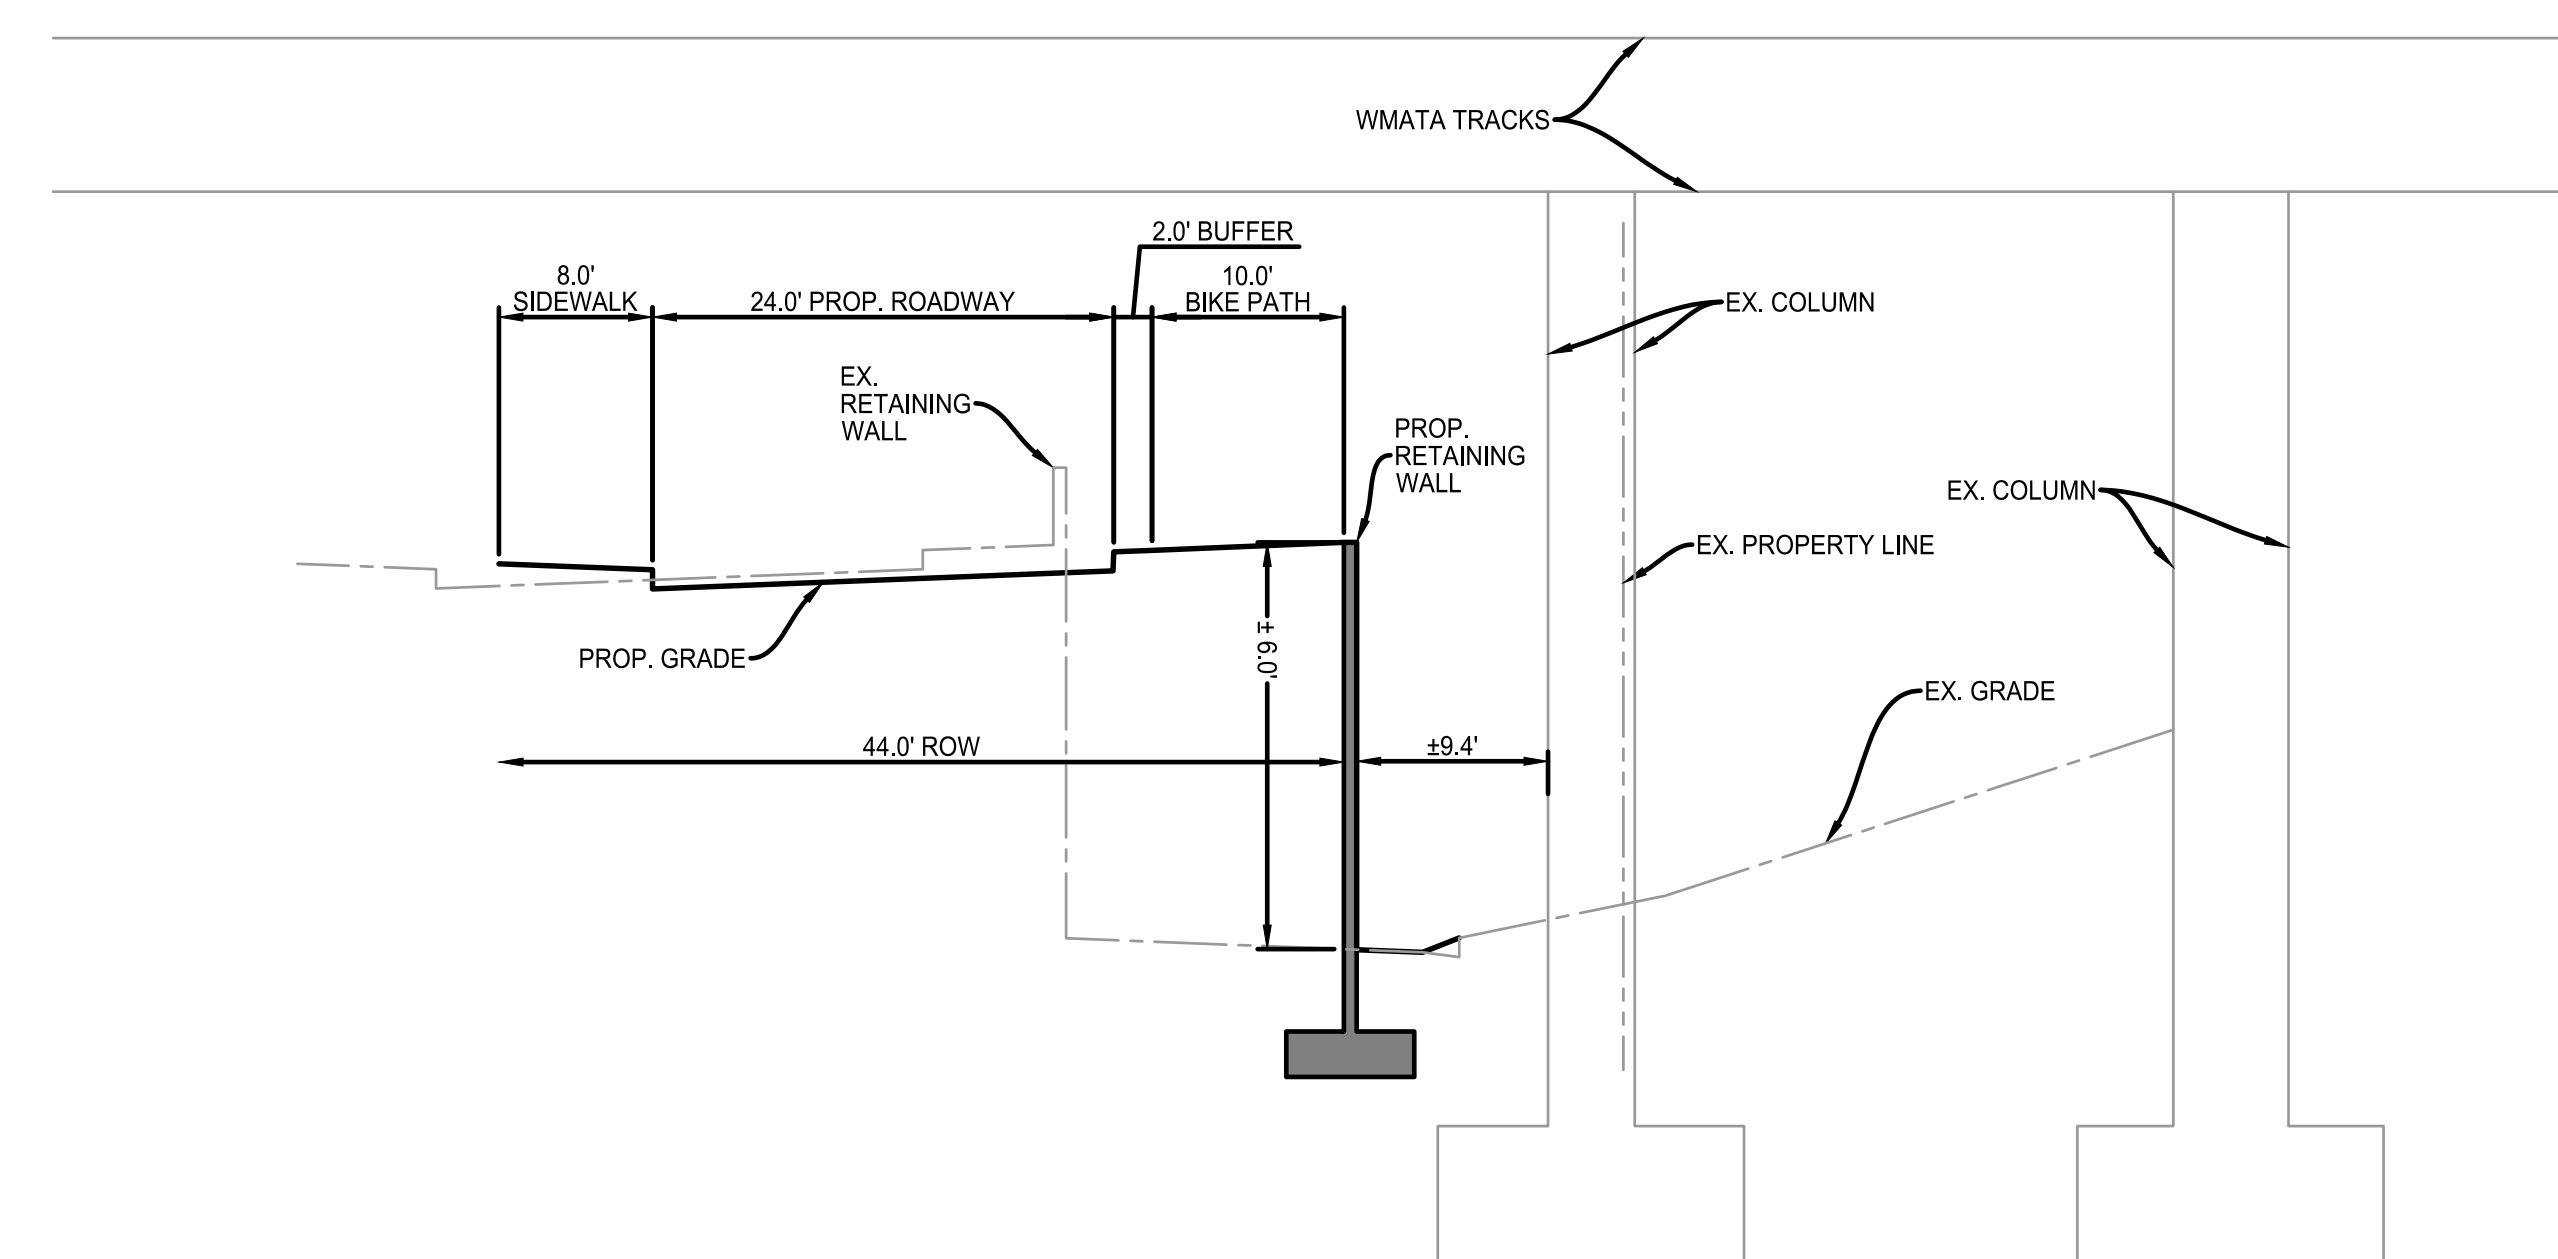 WMATA TRACKS
2.0' BUFFER
8.0'
SIDEWALK
24.0' PROP. ROADWAY
10.0'
BIKE PATH
EX. COLUMN
EX.
RETAINING
WALL
PROP.
RETAINING
WALL
EX. COLUMN
EX. PROPERTY LINE
± 6.0'
PROP. GRADE
EX. GRADE
44.0' ROW
±9.4'